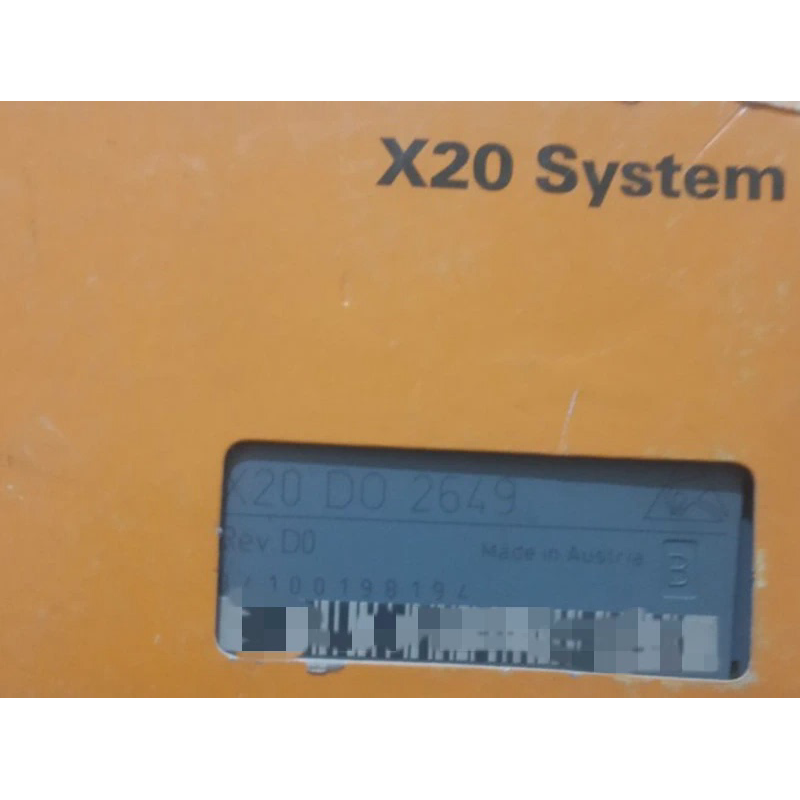 X20 System
X20 DO 2649
Rev. D0
Made in Austria